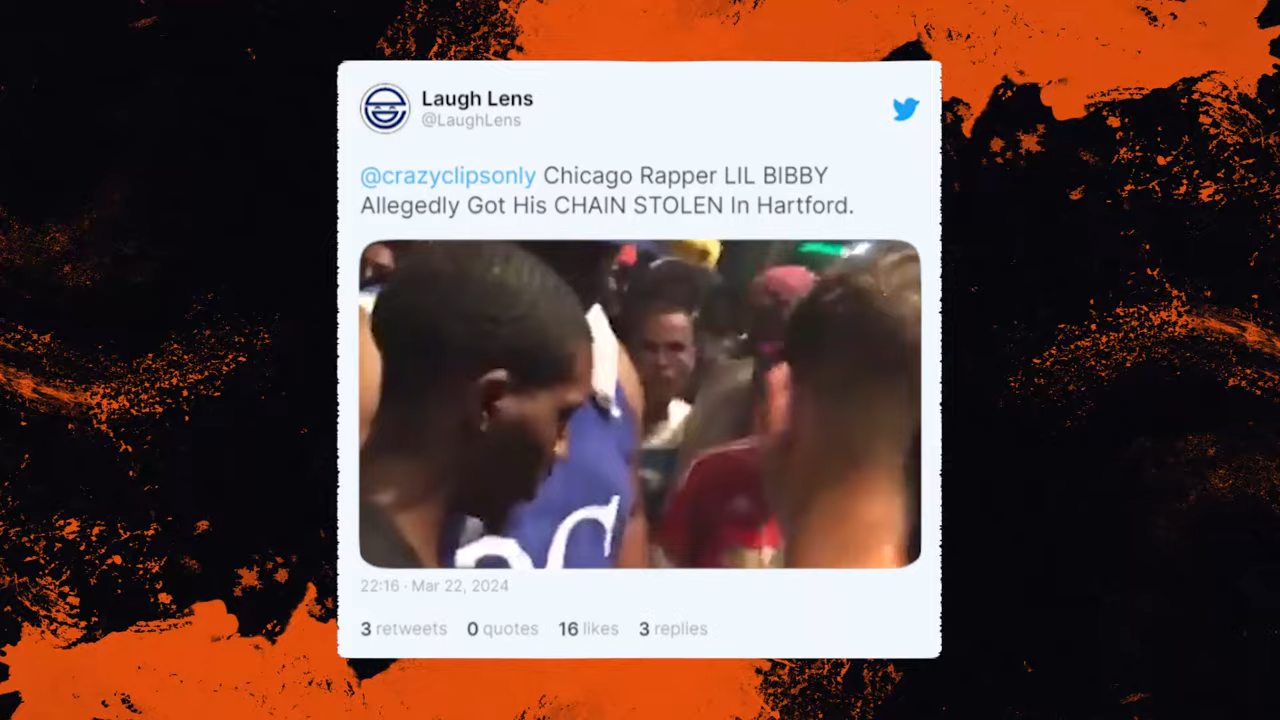 Laugh Lens
@LaughLens
@crazyclipsonly Chicago Rapper LIL BIBBY
Allegedly Got His CHAIN STOLEN In Hartford.
22:16 · Mar 22, 2024
3 retweets 0 quotes 16 likes 3 replies